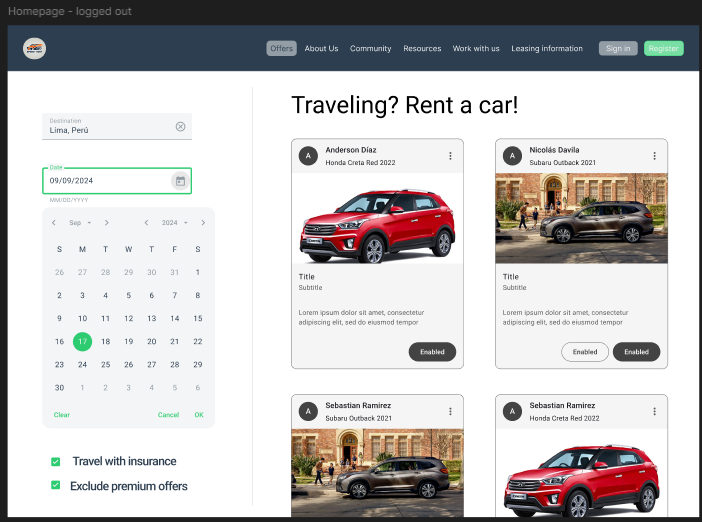 Homepage - logged out
Offers About Us Community Resources Work with us Leasing information Sign in Register
Destination
Lima, Perú
Date
09/09/2024
MM/DD/YYYY
Sep 2024
S M T W T F S
26 27 28 29 30 31 1
2 3 4 5 6 7 8
9 10 11 12 13 14 15
16 17 18 19 20 21 22
23 24 25 26 27 28 29
30 1 2 3 4 5 6
Clear Cancel OK
Travel with insurance
Exclude premium offers
Traveling? Rent a car!
A
Anderson Díaz
Honda Creta Red 2022
Title
Subtitle
Lorem ipsum dolor sit amet, consectetur
adipiscing elit, sed do eiusmod tempor
Enabled
A
Nicolás Davila
Subaru Outback 2021
Title
Subtitle
Lorem ipsum dolor sit amet, consectetur
adipiscing elit, sed do eiusmod tempor
Enabled Enabled
A
Sebastian Ramirez
Suaru Outback 2021
A
Sebastian Ramirez
Honda Creta Red 2022